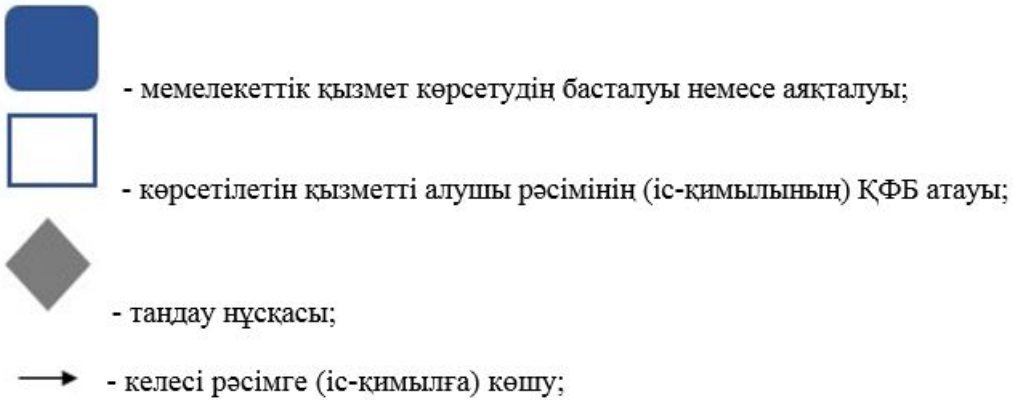 - мемелекеттік қызмет көрсетудің басталуы немесе аяқталуы;
- көрсетілетін қызметті алушы рәсімінің (іс-қимылының) ҚФБ атауы;
- таңдау нұсқасы;
- келесі рәсімге (іс-қимылға) көшу;